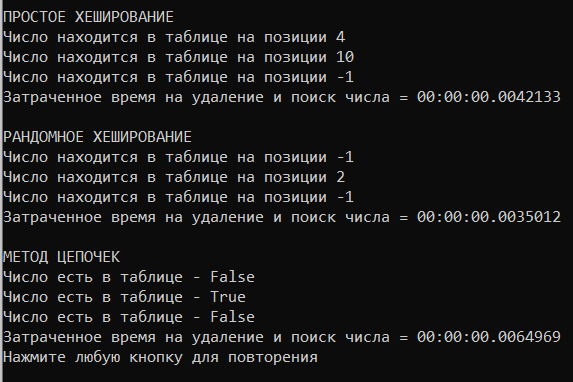 ПРОСТОЕ ХЕШИРОВАНИЕ
Число находится в таблице на позиции 4
Число находится в таблице на позиции 10
Число находится в таблице на позиции -1
Затраченное время на удаление и поиск числа = 00:00:00.0042133
РАНДОМНОЕ ХЕШИРОВАНИЕ
Число находится в таблице на позиции -1
Число находится в таблице на позиции 2
Число находится в таблице на позиции -1
Затраченное время на удаление и поиск числа = 00:00:00.0035012
МЕТОД ЦЕПОЧЕК
Число есть в таблице - False
Число есть в таблице - True
Число есть в таблице - False
Затраченное время на удаление и поиск числа = 00:00:00.0064969
Нажмите любую кнопку для повторения